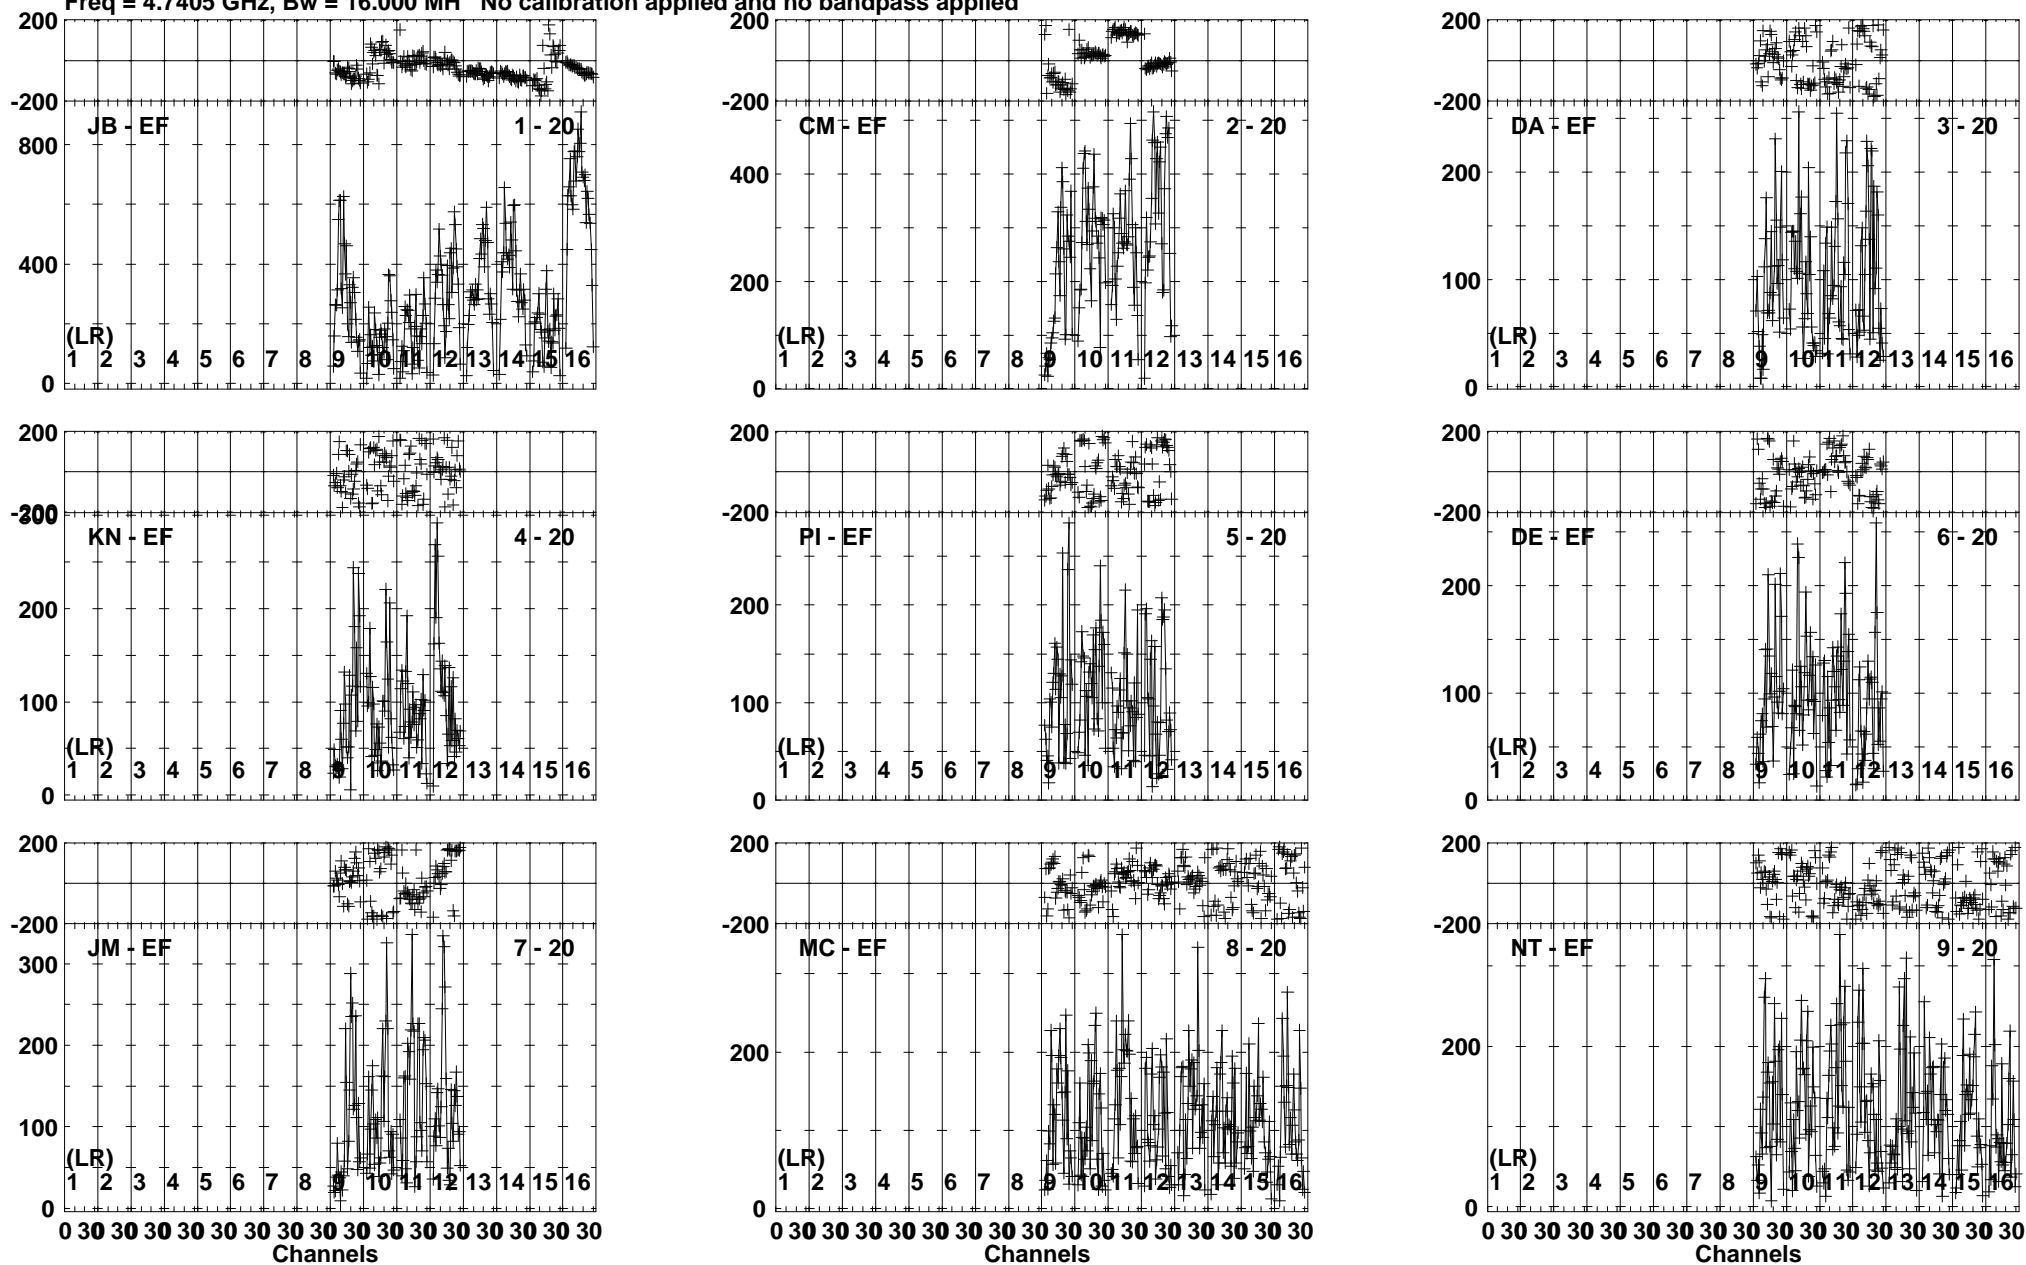 Freq = 4.7405 GHz, Bw = 16.000 MH No calibration applied and no bandpass applied
200
-200
JB - EF 1 - 20
800
400
0
(LR)
1 2 3 4 5 6 7 8 9 10 11 12 13 14 15 16
200
-200
CM - EF 2 - 20
400
200
0
(LR)
1 2 3 4 5 6 7 8 9 10 11 12 13 14 15 16
200
-200
DA - EF 3 - 20
200
100
0
(LR)
1 2 3 4 5 6 7 8 9 10 11 12 13 14 15 16
200
-200
300
KN - EF 4 - 20
200
100
0
(LR)
1 2 3 4 5 6 7 8 9 10 11 12 13 14 15 16
200
-200
PI - EF 5 - 20
200
100
0
(LR)
1 2 3 4 5 6 7 8 9 10 11 12 13 14 15 16
200
-200
DE - EF 6 - 20
200
100
0
(LR)
1 2 3 4 5 6 7 8 9 10 11 12 13 14 15 16
200
-200
JM - EF 7 - 20
300
200
100
0
(LR)
1 2 3 4 5 6 7 8 9 10 11 12 13 14 15 16
0 30 30 30 30 30 30 30 30 30 30 30 30 30 30 30 30
Channels
200
-200
MC - EF 8 - 20
200
0
(LR)
1 2 3 4 5 6 7 8 9 10 11 12 13 14 15 16
0 30 30 30 30 30 30 30 30 30 30 30 30 30 30 30 30
Channels
200
-200
NT - EF 9 - 20
200
0
(LR)
1 2 3 4 5 6 7 8 9 10 11 12 13 14 15 16
0 30 30 30 30 30 30 30 30 30 30 30 30 30 30 30 30
Channels